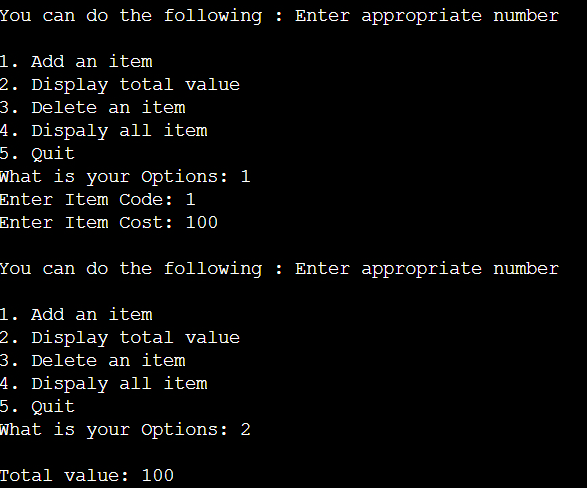 You can do the following : Enter appropriate number
1. Add an item
2. Display total value
3. Delete an item
4. Dispaly all item
5. Quit
What is your Options: 1
Enter Item Code: 1
Enter Item Cost: 100
You can do the following : Enter appropriate number
1. Add an item
2. Display total value
3. Delete an item
4. Dispaly all item
5. Quit
What is your Options: 2
Total value: 100